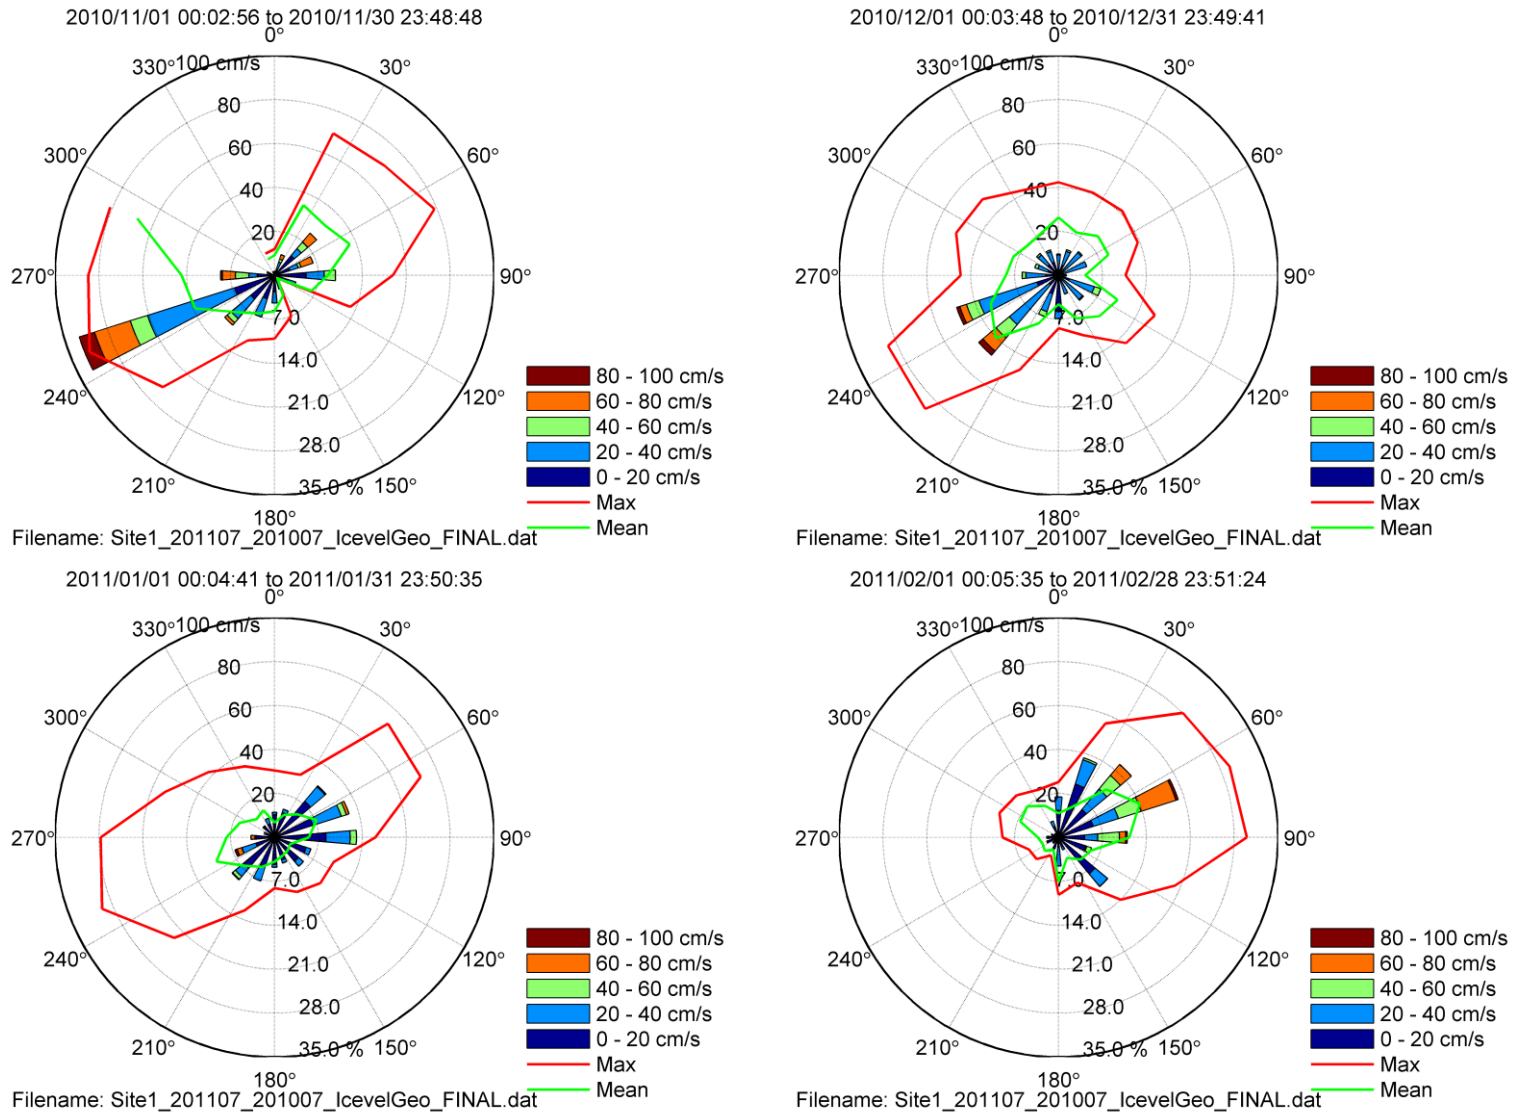 2010/11/01 00:02:56 to 2010/11/30 23:48:48
0°
330°
100 cm/s
30°
80
300°
60
60°
40
20
270°
90°
7.0
14.0
240°
120°
21.0
28.0
210°
35.0 %
150°
180°
80 - 100 cm/s
60 - 80 cm/s
40 - 60 cm/s
20 - 40 cm/s
0 - 20 cm/s
Max
Mean
Filename: Site1_201107_201007_IcevelGeo_FINAL.dat
2010/12/01 00:03:48 to 2010/12/31 23:49:41
0°
330°
100 cm/s
30°
80
300°
60
60°
40
20
270°
90°
7.0
14.0
240°
120°
21.0
28.0
210°
35.0 %
150°
180°
80 - 100 cm/s
60 - 80 cm/s
40 - 60 cm/s
20 - 40 cm/s
0 - 20 cm/s
Max
Mean
Filename: Site1_201107_201007_IcevelGeo_FINAL.dat
2011/01/01 00:04:41 to 2011/01/31 23:50:35
0°
330°
100 cm/s
30°
80
300°
60
60°
40
20
270°
90°
7.0
14.0
240°
120°
21.0
28.0
210°
35.0 %
150°
180°
80 - 100 cm/s
60 - 80 cm/s
40 - 60 cm/s
20 - 40 cm/s
0 - 20 cm/s
Max
Mean
Filename: Site1_201107_201007_IcevelGeo_FINAL.dat
2011/02/01 00:05:35 to 2011/02/28 23:51:24
0°
330°
100 cm/s
30°
80
300°
60
60°
40
20
270°
90°
7.0
14.0
240°
120°
21.0
28.0
210°
35.0 %
150°
180°
80 - 100 cm/s
60 - 80 cm/s
40 - 60 cm/s
20 - 40 cm/s
0 - 20 cm/s
Max
Mean
Filename: Site1_201107_201007_IcevelGeo_FINAL.dat